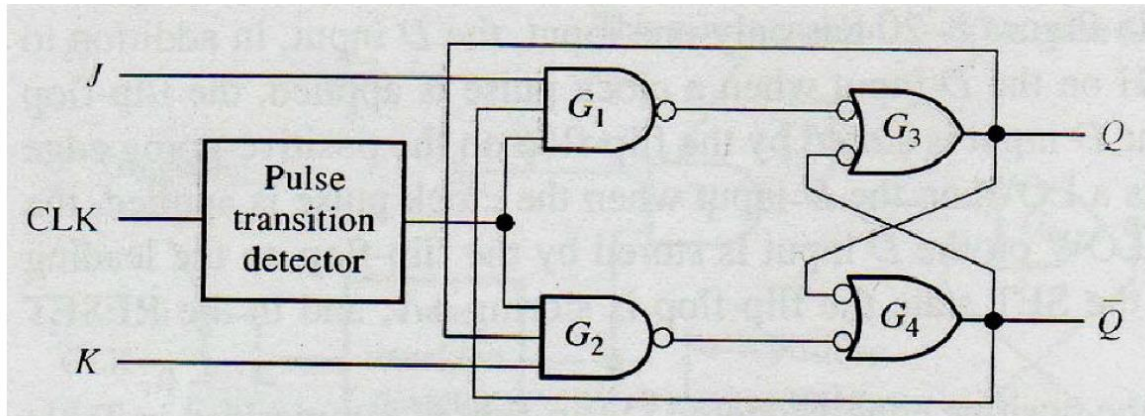 J
G₁
G₃
Q
Pulse
transition
detector
CLK
G₂
G₄
Q̅
K